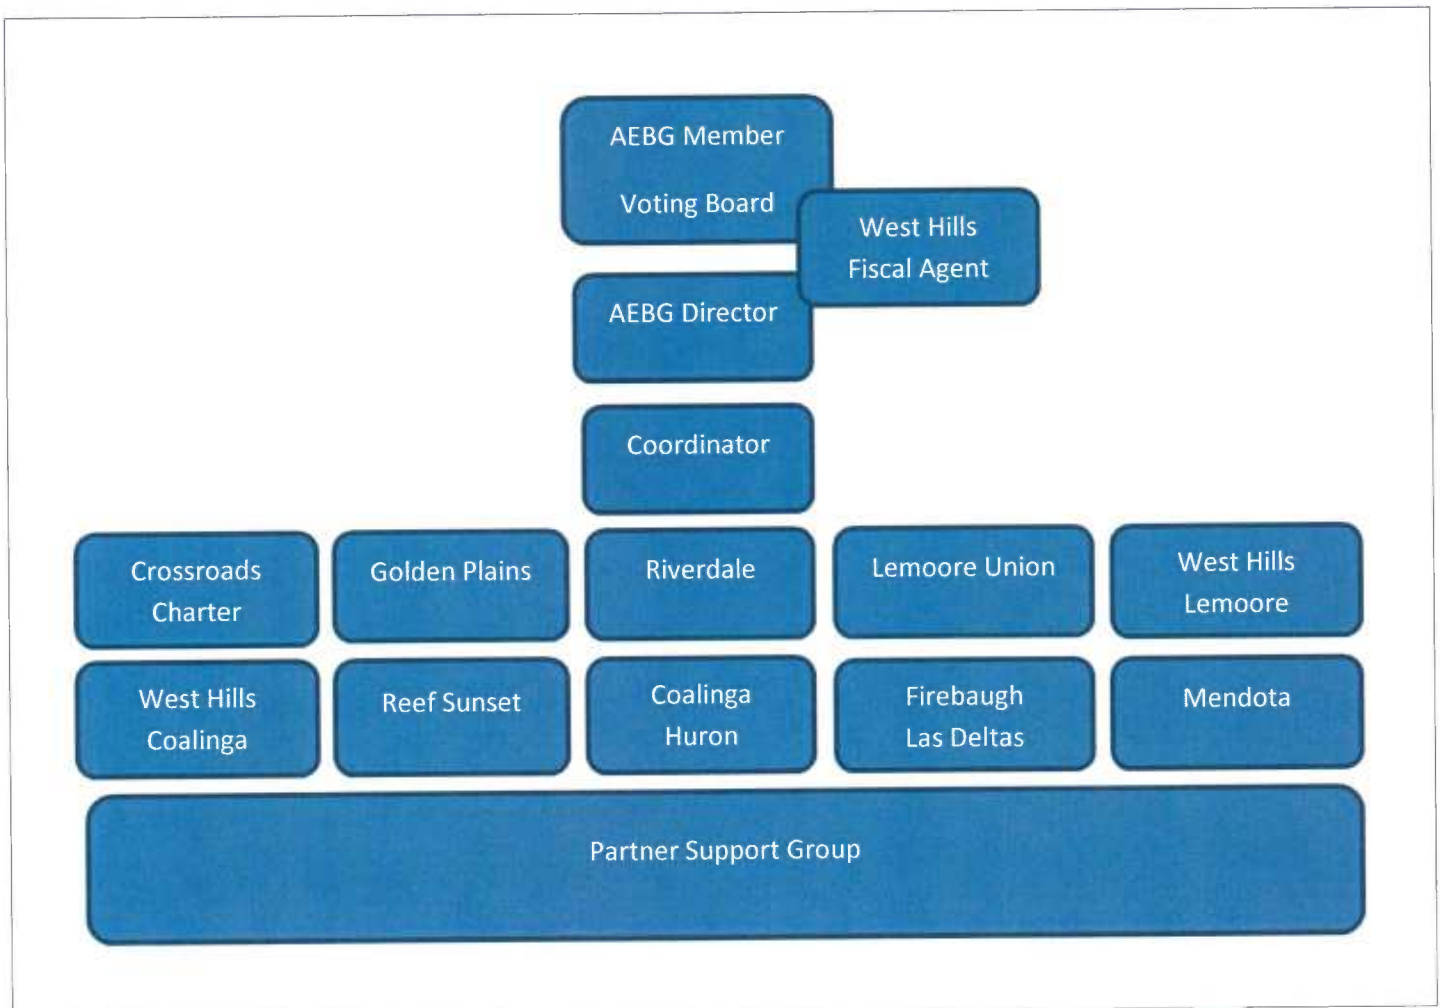 AEBG Member
Voting Board
West Hills
Fiscal Agent
AEBG Director
Coordinator
Crossroads
Charter
Golden Plains
Riverdale
Lemoore Union
West Hills
Lemoore
West Hills
Coalinga
Reef Sunset
Coalinga
Huron
Firebaugh
Las Deltas
Mendota
Partner Support Group